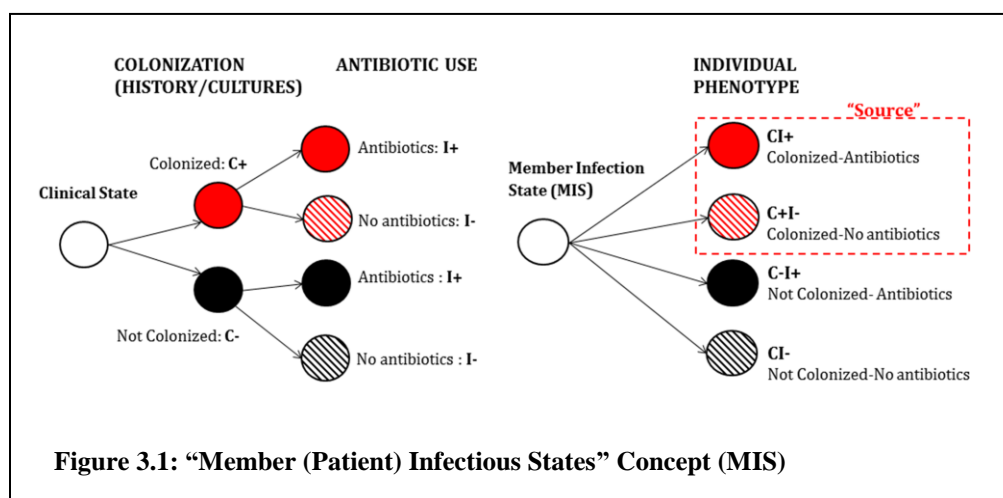 COLONIZATION
(HISTORY/CULTURES)
ANTIBIOTIC USE
Clinical State
Colonized: C+
Not Colonized: C-
Antibiotics: I+
No antibiotics: I-
Antibiotics : I+
No antibiotics : I-
INDIVIDUAL
PHENOTYPE
"Source"
Member Infection
State (MIS)
CI+
Colonized-Antibiotics
C+I-
Colonized-No antibiotics
C-I+
Not Colonized- Antibiotics
CI-
Not Colonized-No antibiotics
Figure 3.1: “Member (Patient) Infectious States” Concept (MIS)